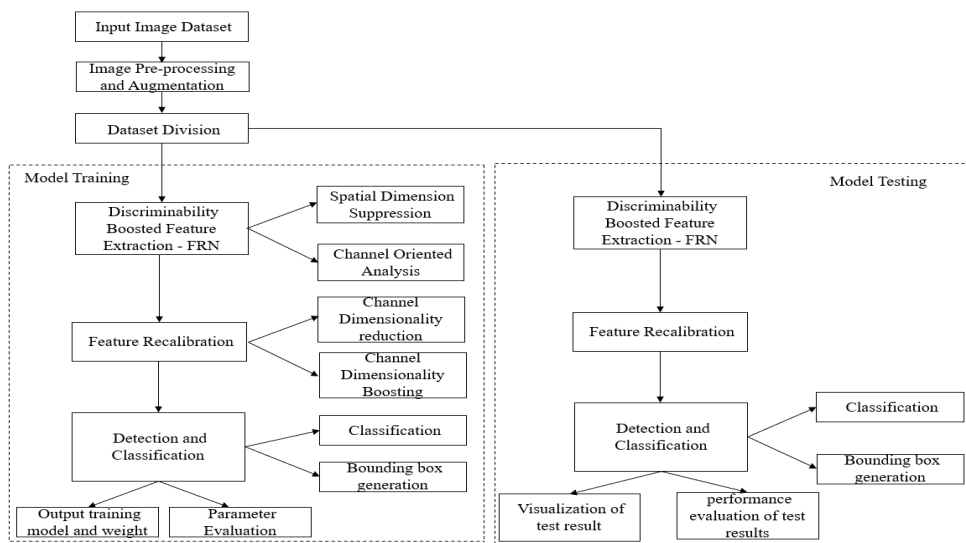 Input Image Dataset
Image Pre-processing
and Augmentation
Dataset Division
Model Training
Discriminability
Boosted Feature
Extraction - FRN
Spatial Dimension
Suppression
Channel Oriented
Analysis
Feature Recalibration
Channel
Dimensionality
reduction
Channel
Dimensionality
Boosting
Detection and
Classification
Classification
Bounding box
generation
Output training
model and weight
Parameter
Evaluation
Model Testing
Discriminability
Boosted Feature
Extraction - FRN
Feature Recalibration
Detection and
Classification
Classification
Bounding box
generation
Visualization of
test result
performance
evaluation of test
results